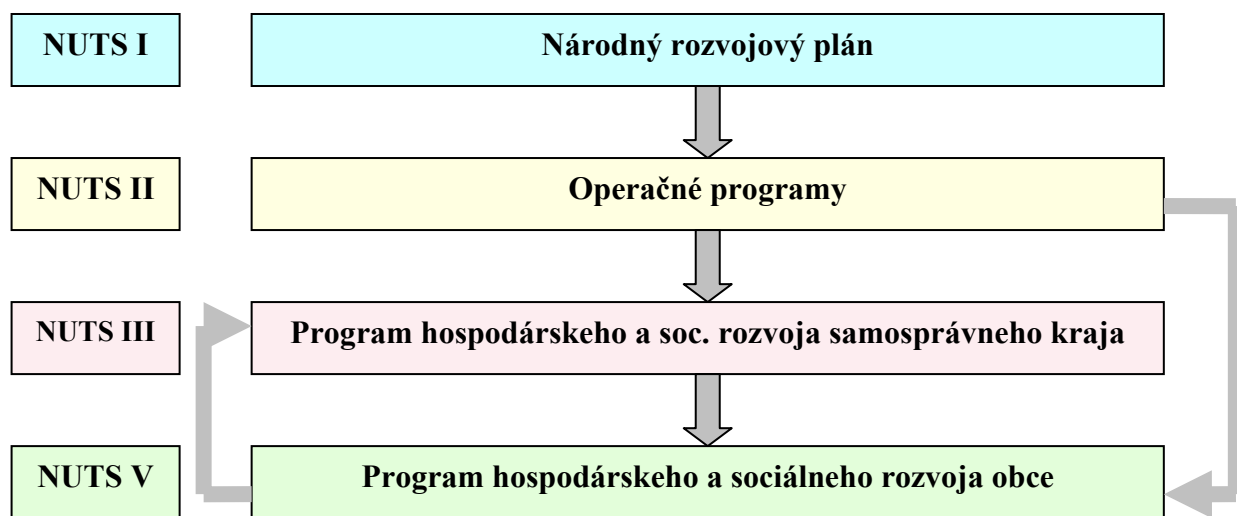 NUTS I
Národný rozvojový plán
NUTS II
Operačné programy
NUTS III
Program hospodárskeho a soc. rozvoja samosprávneho kraja
NUTS V
Program hospodárskeho a sociálneho rozvoja obce